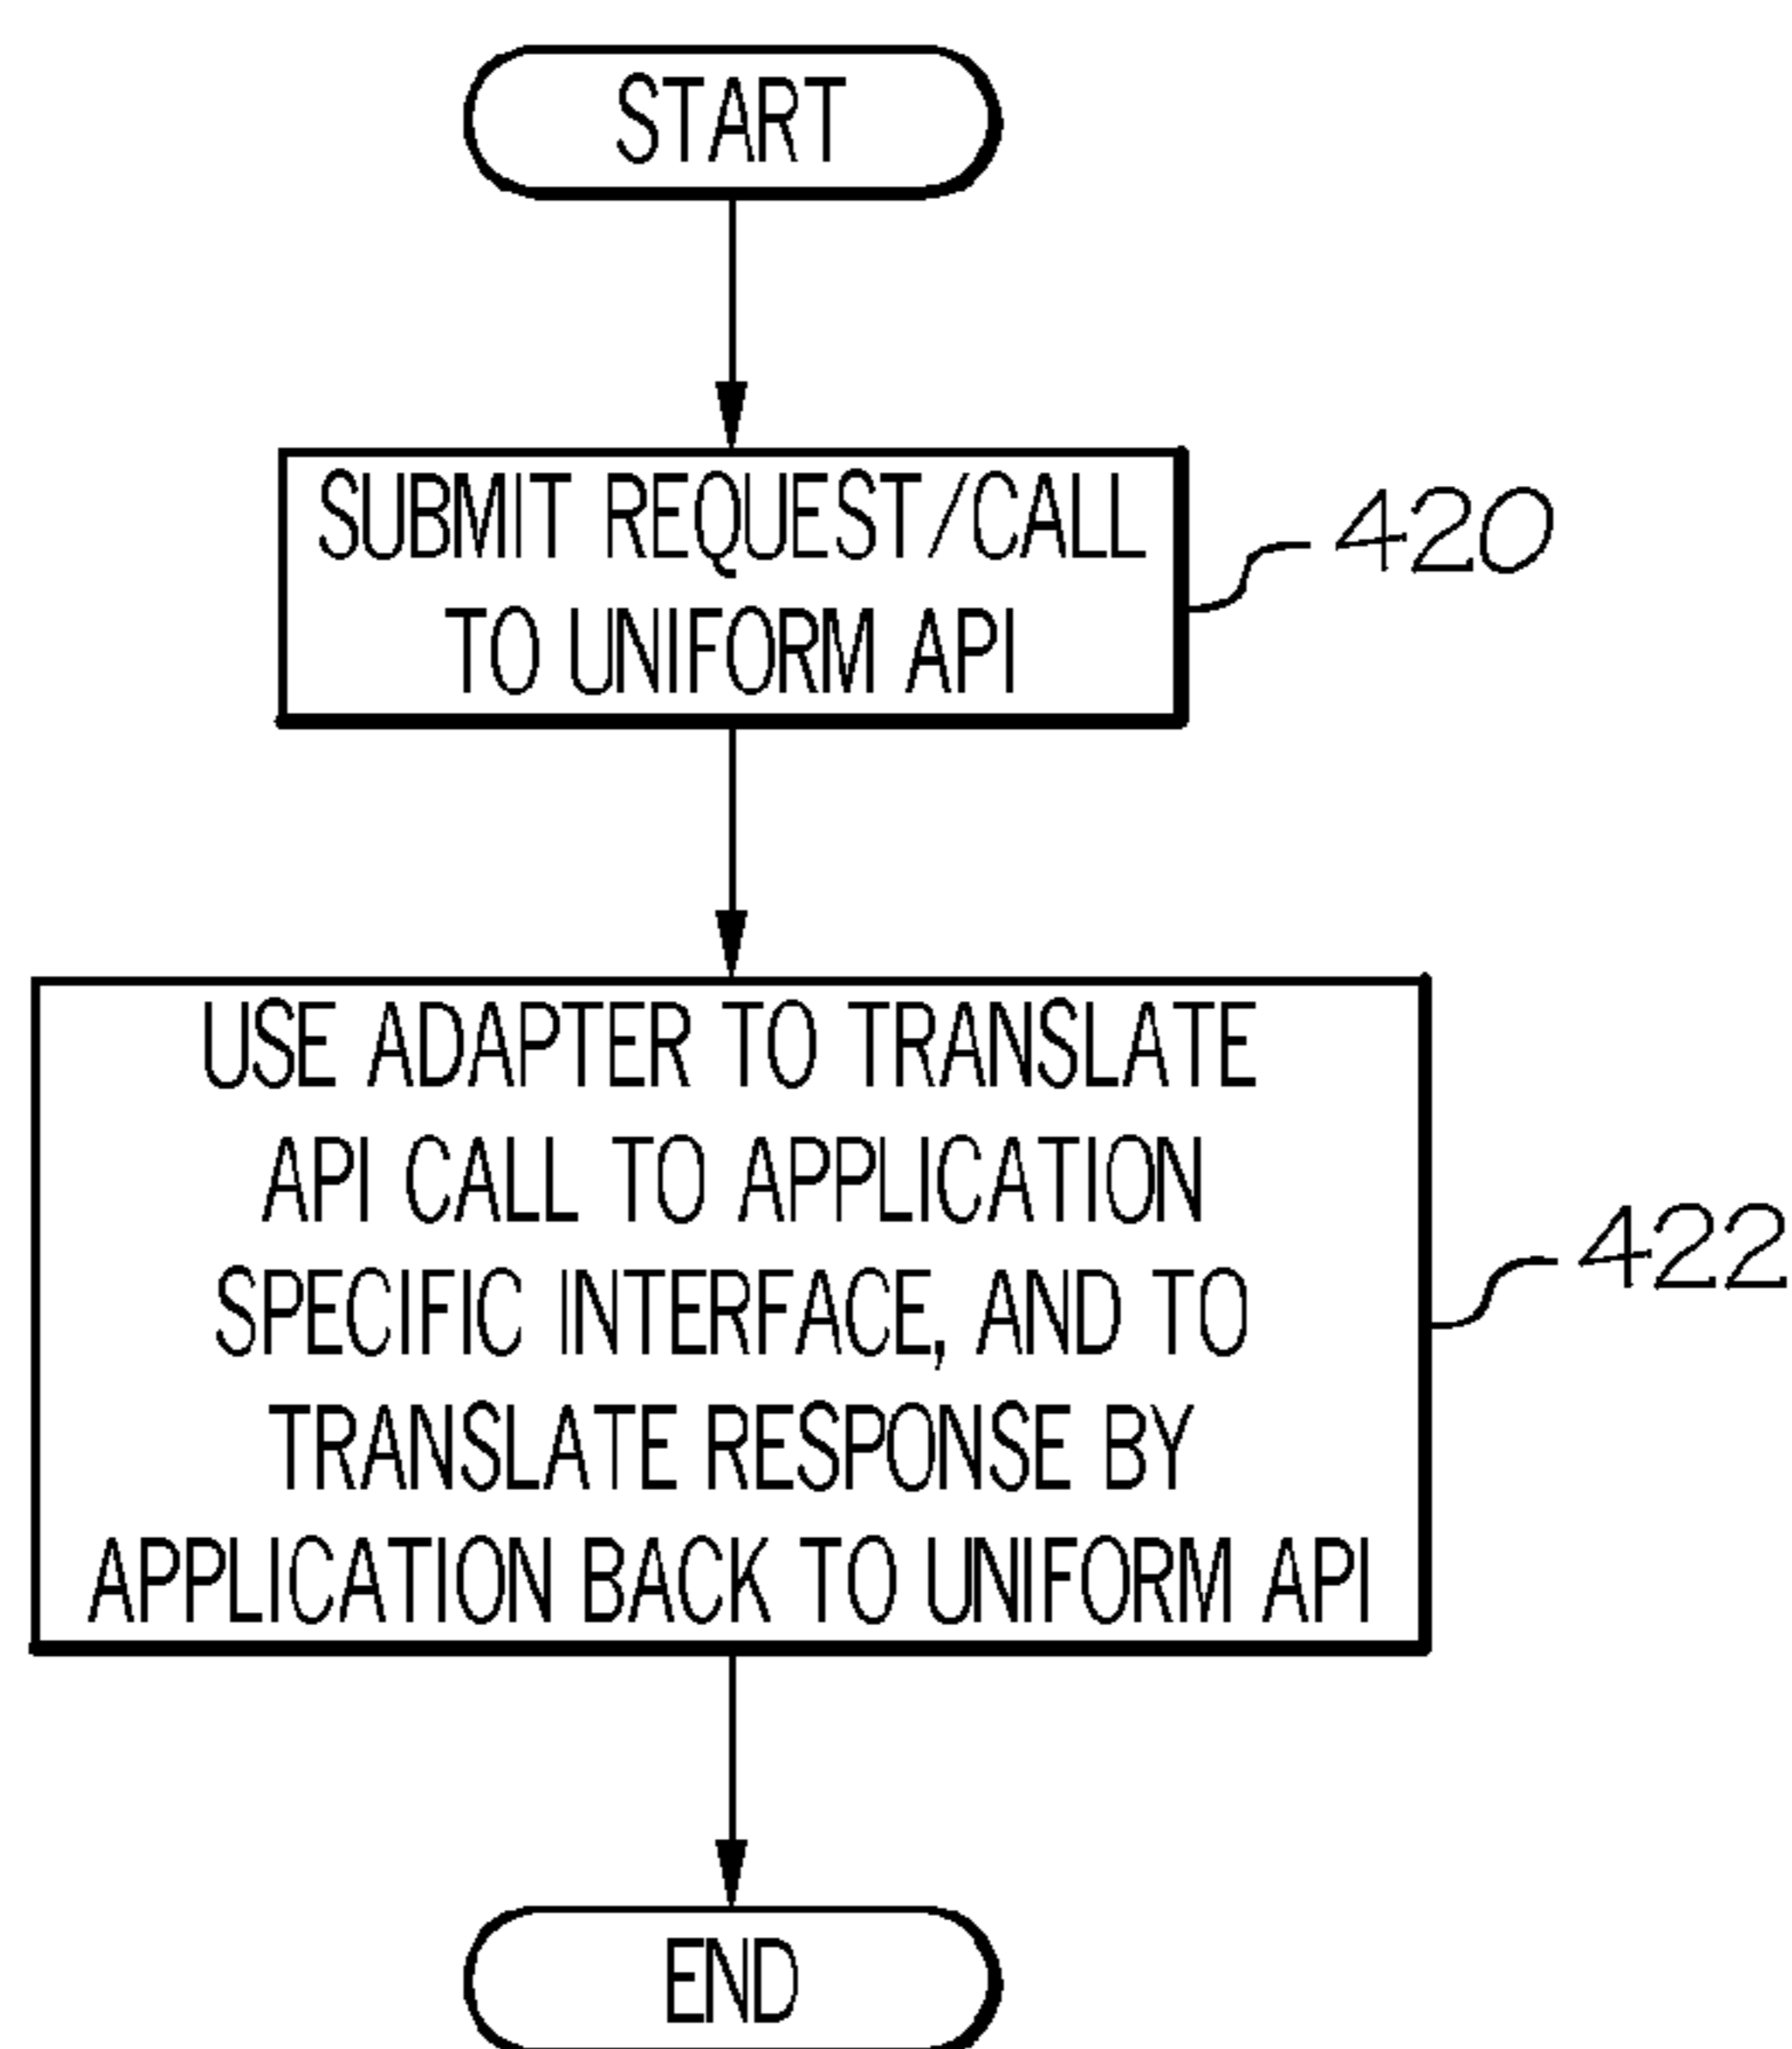 START
SUBMIT REQUEST/CALL
TO UNIFORM API
420
USE ADAPTER TO TRANSLATE
API CALL TO APPLICATION
SPECIFIC INTERFACE, AND TO
TRANSLATE RESPONSE BY
APPLICATION BACK TO UNIFORM API
422
END